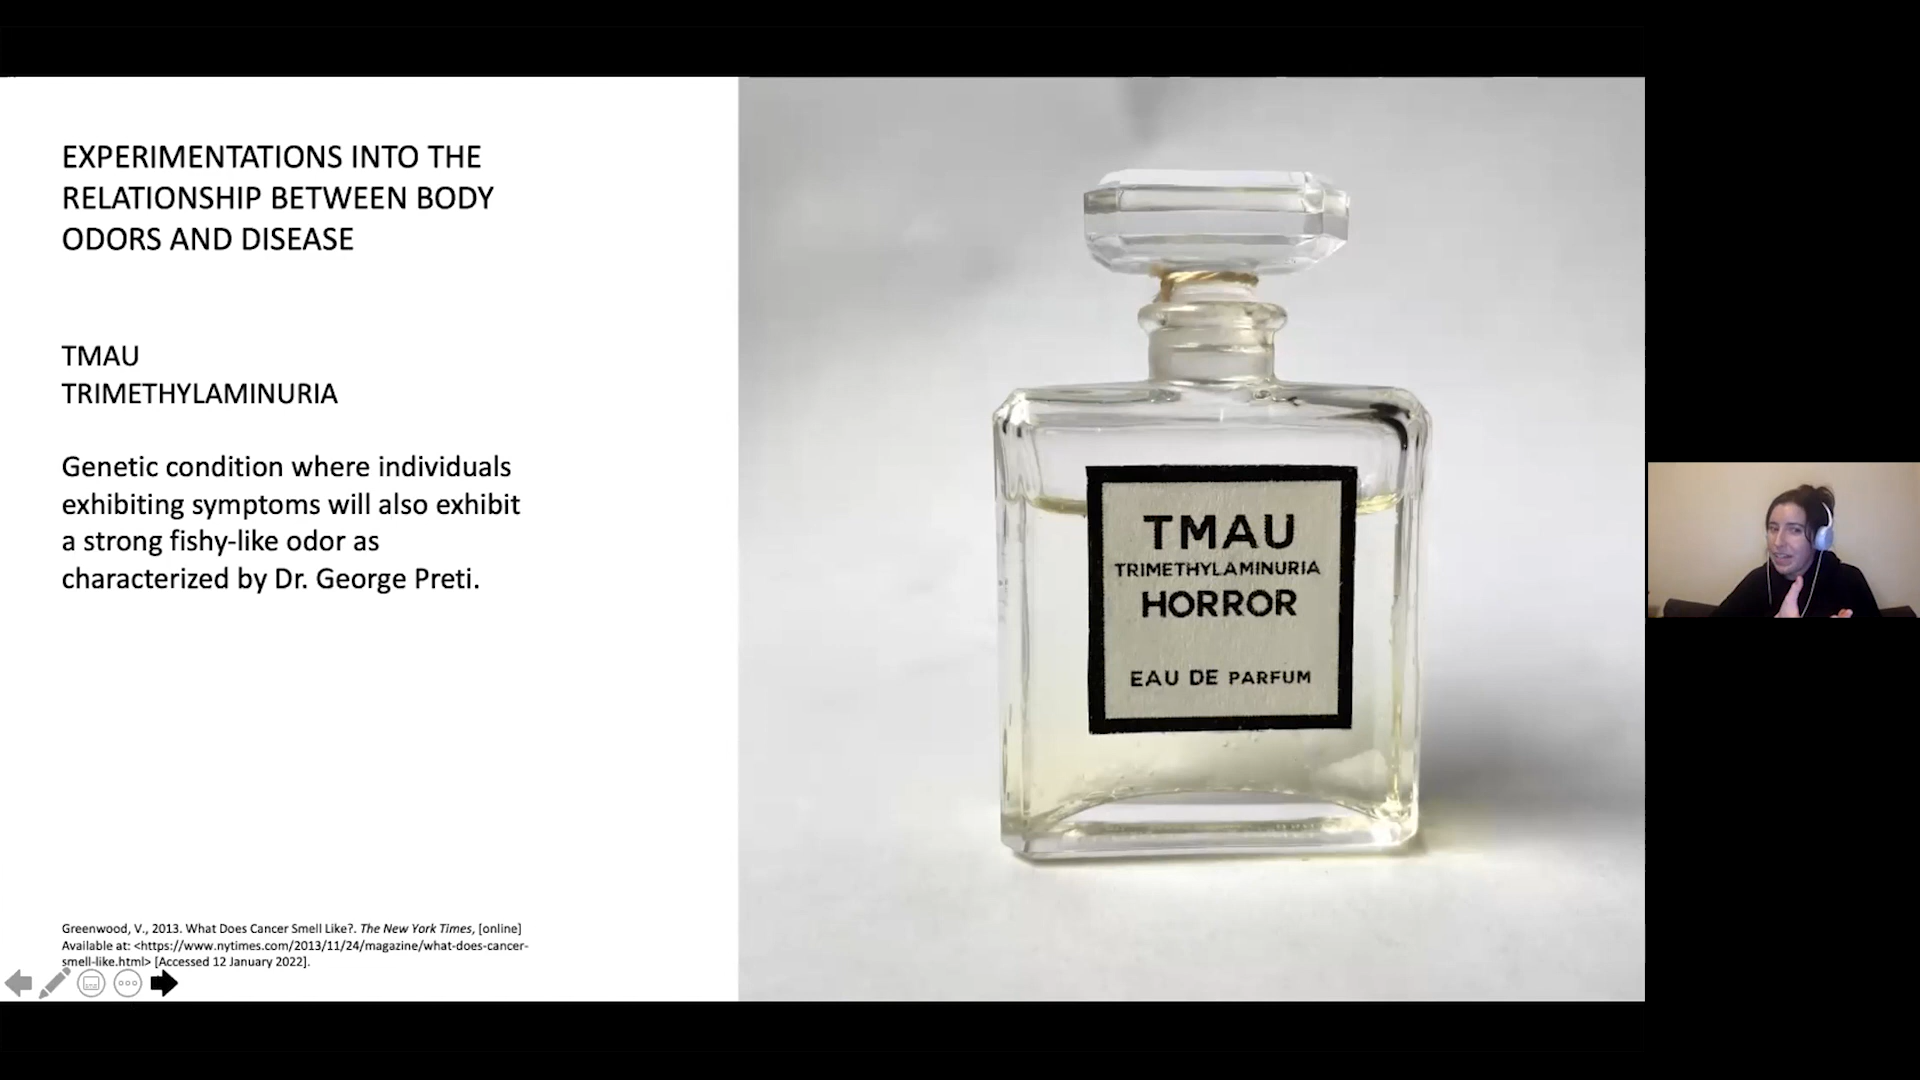 EXPERIMENTATIONS INTO THE
RELATIONSHIP BETWEEN BODY
ODORS AND DISEASE
TMAU
TRIMETHYLAMINURIA
Genetic condition where individuals
exhibiting symptoms will also exhibit
a strong fishy-like odor as
characterized by Dr. George Preti.
Greenwood, V., 2013. What Does Cancer Smell Like?. The New York Times, [online]
Available at: <https://www.nytimes.com/2013/11/24/magazine/what-does-cancer-
smell-like.html> [Accessed 12 January 2022].
TMAU
TRIMETHYLAMINURIA
HORROR
EAU DE PARFUM